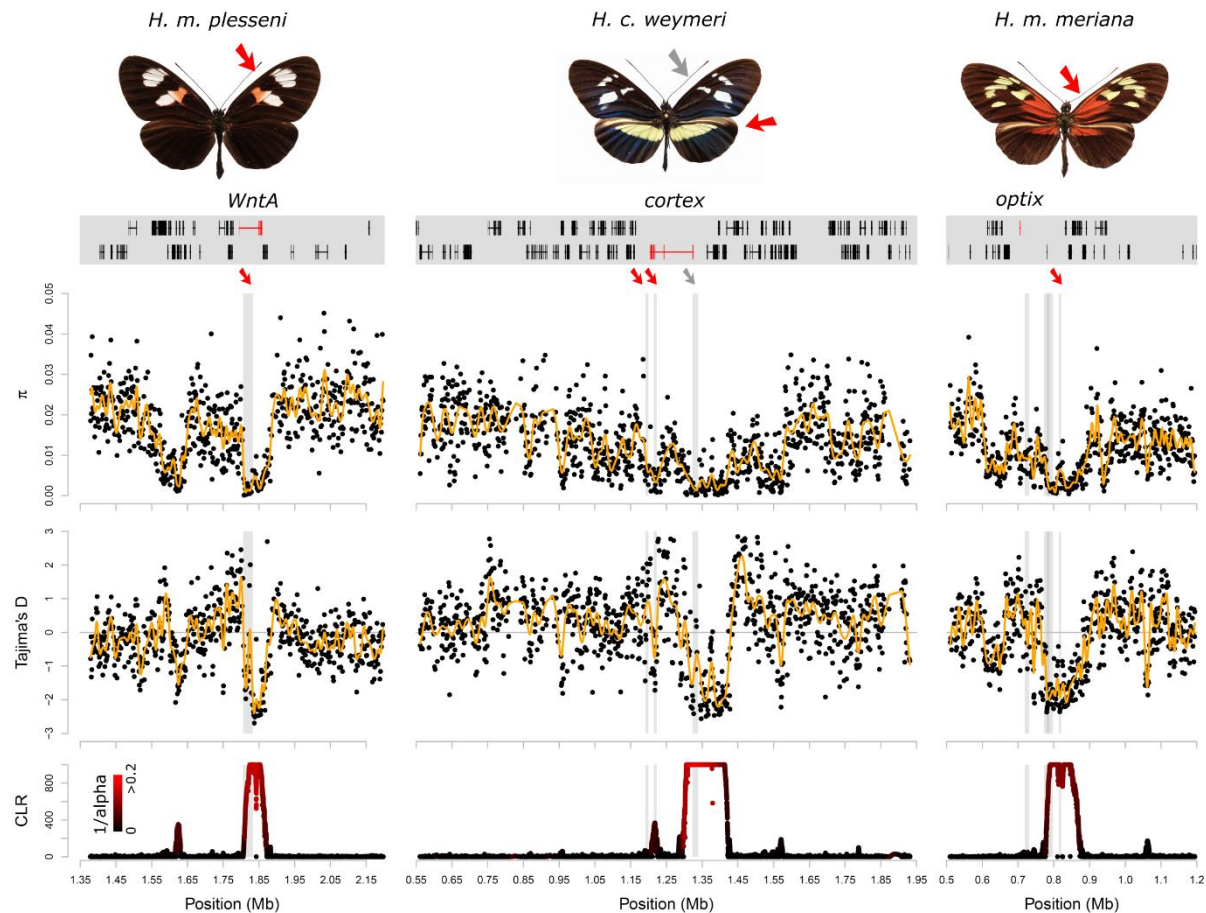 H. m. plesseni H. c. weymeri H. m. meriana
WntA cortex optix
π
0.05
0.04
0.03
0.02
0.01
0.00
Tajima's D
3
2
1
0
−1
−2
−3
CLR
800
400
0
1/alpha
0 >0.2
1.35 1.45 1.55 1.65 1.75 1.85 1.95 2.05 2.15
0.55 0.65 0.75 0.85 0.95 1.05 1.15 1.25 1.35 1.45 1.55 1.65 1.75 1.85 1.95
0.5 0.6 0.7 0.8 0.9 1.0 1.1 1.2
Position (Mb) Position (Mb) Position (Mb)